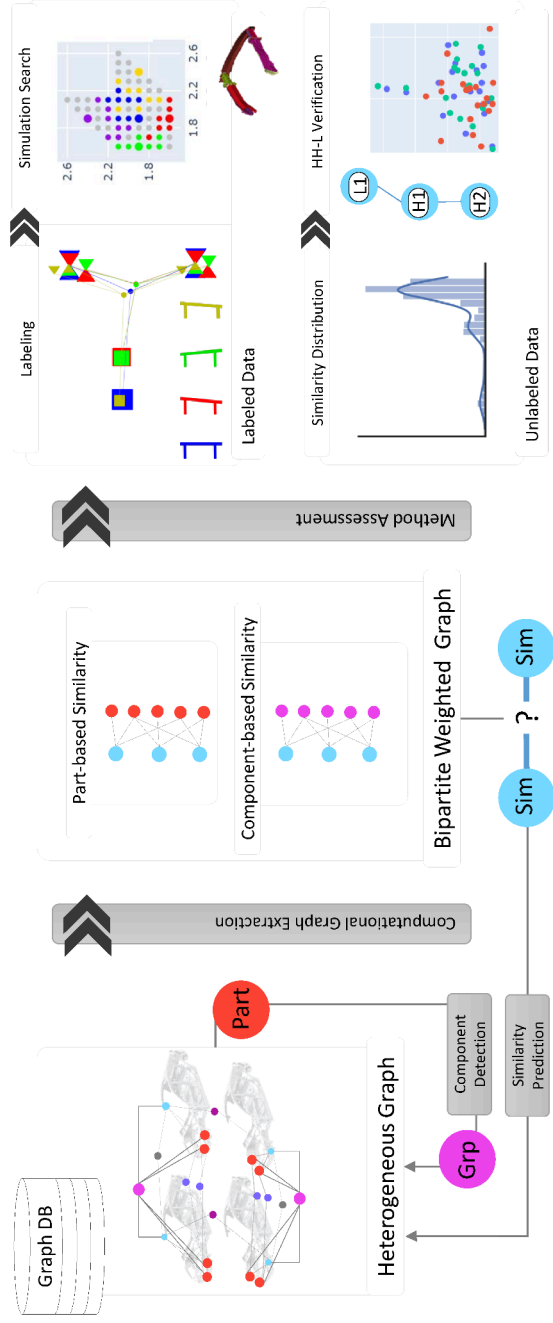 Graph DB
Heterogeneous Graph
Part
Grp
Component
Detection
Similarity
Prediction
Computational Graph Extraction
Part-based Similarity
Component-based Similarity
Bipartite Weighted Graph
Sim
?
Sim
Method Assessment
Labeling
Simulation Search
2.6
2.2
1.8
1.8
2.2
2.6
Labeled Data
Similarity Distribution
HH-L Verification
L1
H1
H2
Unlabeled Data